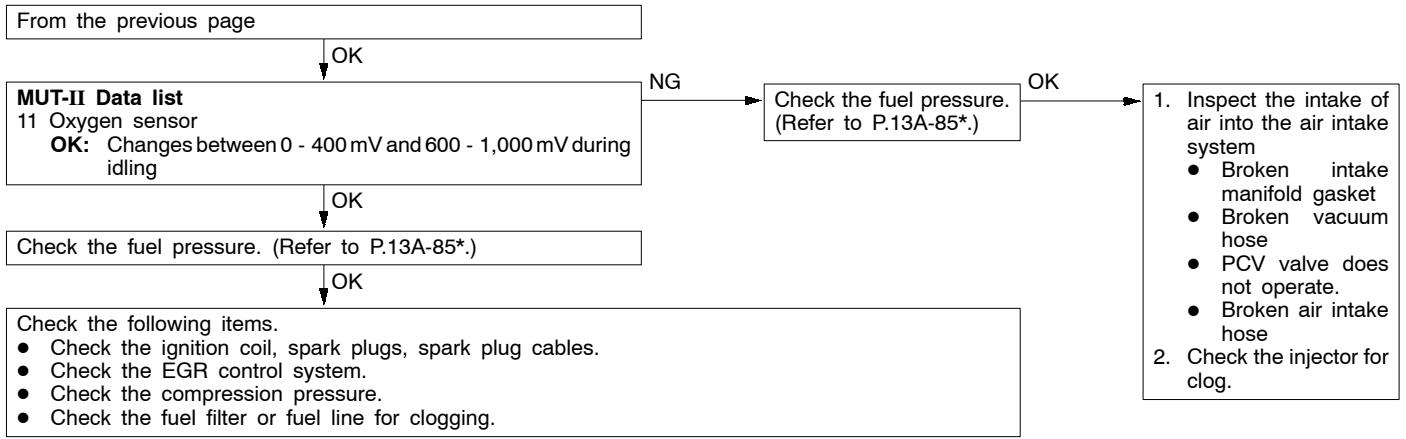 From the previous page
OK
MUT-II Data list
11 Oxygen sensor
OK: Changes between 0 - 400 mV and 600 - 1,000 mV during
idling
NG
Check the fuel pressure.
(Refer to P.13A-85*.)
OK
1. Inspect the intake of
air into the air intake
system
● Broken intake
manifold gasket
● Broken vacuum
hose
● PCV valve does
not operate.
● Broken air intake
hose
2. Check the injector for
clog.
OK
Check the fuel pressure. (Refer to P.13A-85*.)
OK
Check the following items.
● Check the ignition coil, spark plugs, spark plug cables.
● Check the EGR control system.
● Check the compression pressure.
● Check the fuel filter or fuel line for clogging.